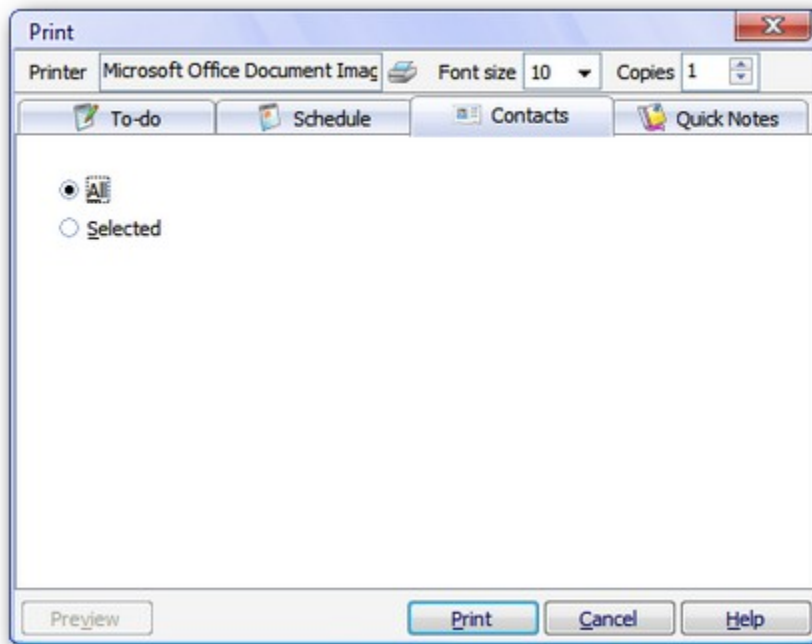 Print
Printer Microsoft Office Document Imag Font size 10 Copies 1
To-do Schedule Contacts Quick Notes
All
Selected
Preview Print Cancel Help